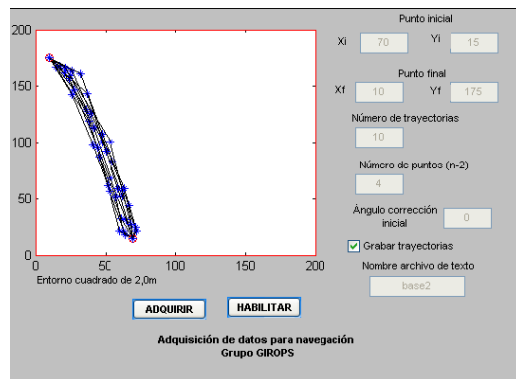 200
150
100
50
0
0
50
100
150
200
Entorno cuadrado de 2,0m
ADQUIRIR
HABILITAR
Adquisición de datos para navegación
Grupo GIROPS
Punto inicial
Xi
70
Yi
15
Punto final
Xf
10
Yf
175
Número de trayectorias
10
Número de puntos (n-2)
4
Ángulo corrección
inicial
0
Grabar trayectorias
Nombre archivo de texto
base2